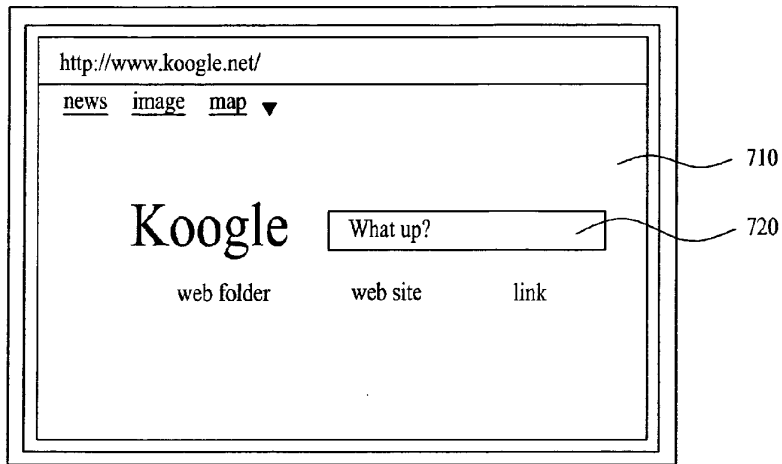 http://www.koogle.net/
news image map ▼
710
Koogle What up? 720
web folder web site link